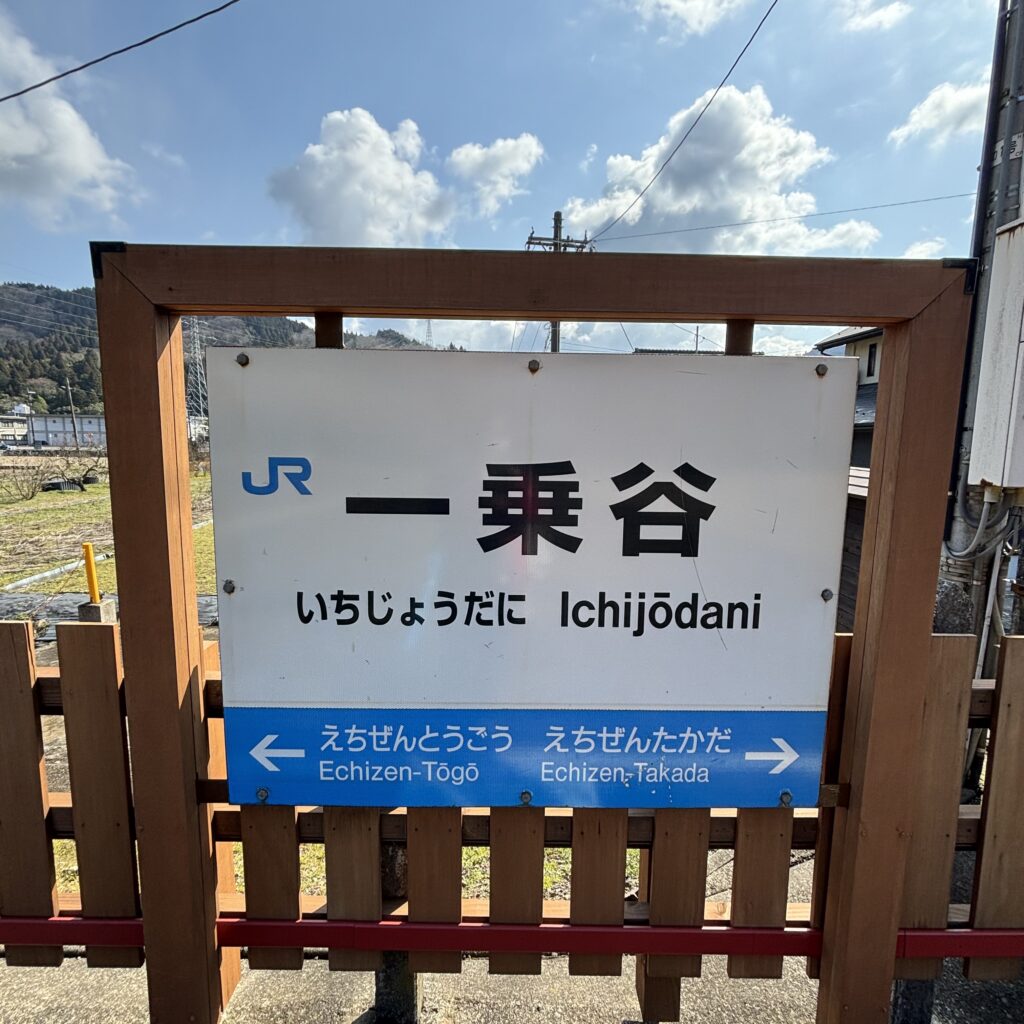 JR 一乗谷
いちじょうだに Ichijōdani
← えちぜんとうごう えちぜんたかだ →
Echizen-Tōgō Echizen-Takada